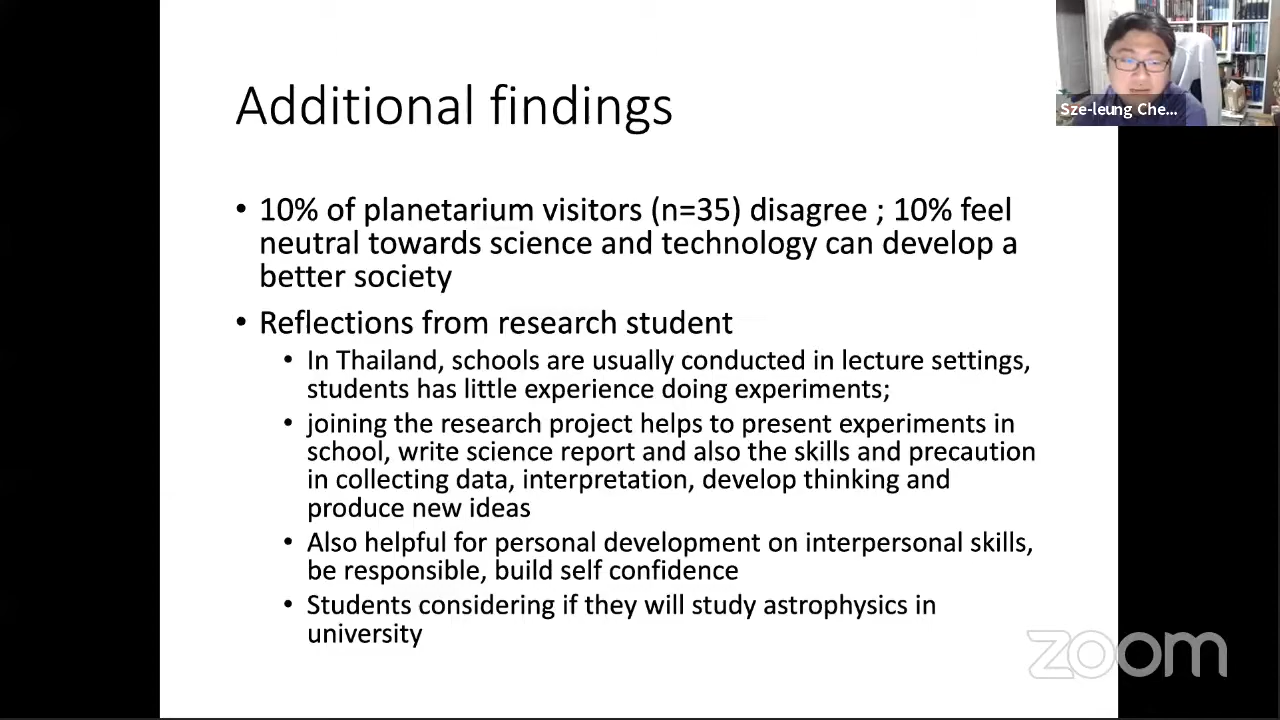 Additional findings
• 10% of planetarium visitors (n=35) disagree ; 10% feel
neutral towards science and technology can develop a
better society
• Reflections from research student
• In Thailand, schools are usually conducted in lecture settings,
students has little experience doing experiments;
• joining the research project helps to present experiments in
school, write science report and also the skills and precaution
in collecting data, interpretation, develop thinking and
produce new ideas
• Also helpful for personal development on interpersonal skills,
be responsible, build self confidence
• Students considering if they will study astrophysics in
university
Sze-leung Che...
zoom